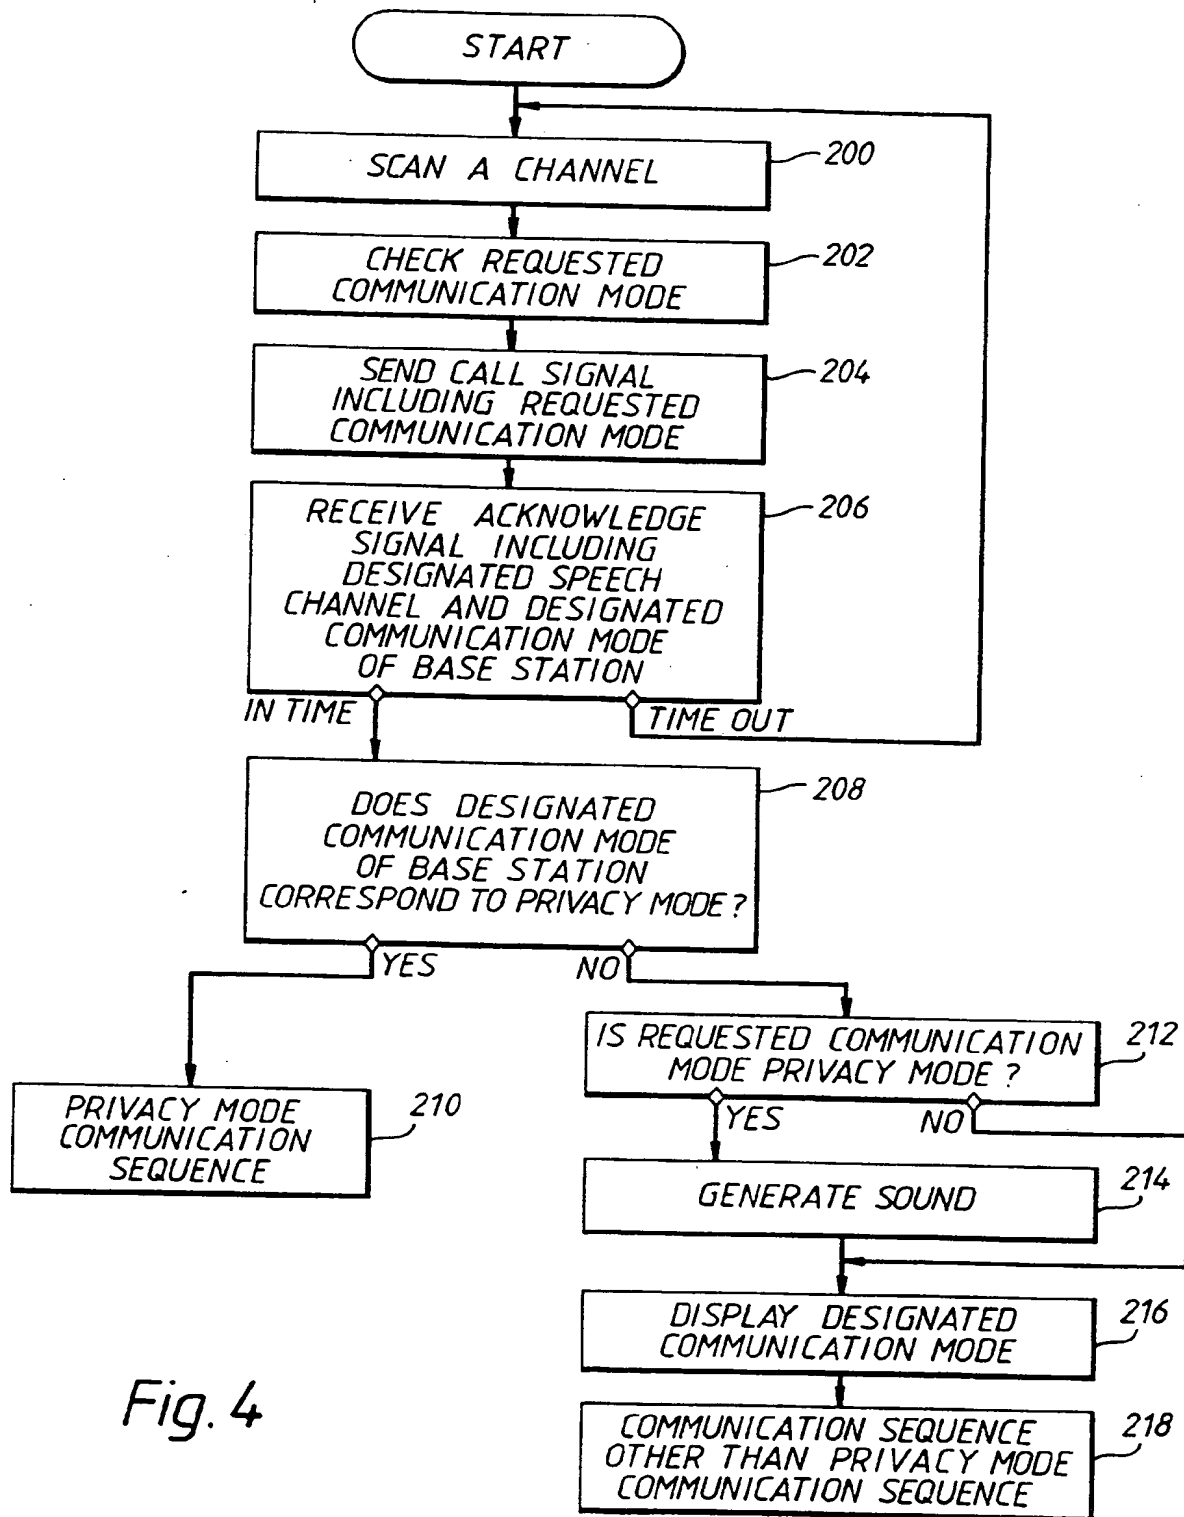 START
SCAN A CHANNEL
200
CHECK REQUESTED
COMMUNICATION MODE
202
SEND CALL SIGNAL
INCLUDING REQUESTED
COMMUNICATION MODE
204
RECEIVE ACKNOWLEDGE
SIGNAL INCLUDING
DESIGNATED SPEECH
CHANNEL AND DESIGNATED
COMMUNICATION MODE
OF BASE STATION
206
IN TIME
TIME OUT
DOES DESIGNATED
COMMUNICATION MODE
OF BASE STATION
CORRESPOND TO PRIVACY MODE?
208
YES
NO
PRIVACY MODE
COMMUNICATION
SEQUENCE
210
IS REQUESTED COMMUNICATION
MODE PRIVACY MODE?
212
YES
NO
GENERATE SOUND
214
DISPLAY DESIGNATED
COMMUNICATION MODE
216
COMMUNICATION SEQUENCE
OTHER THAN PRIVACY MODE
COMMUNICATION SEQUENCE
218
Fig. 4